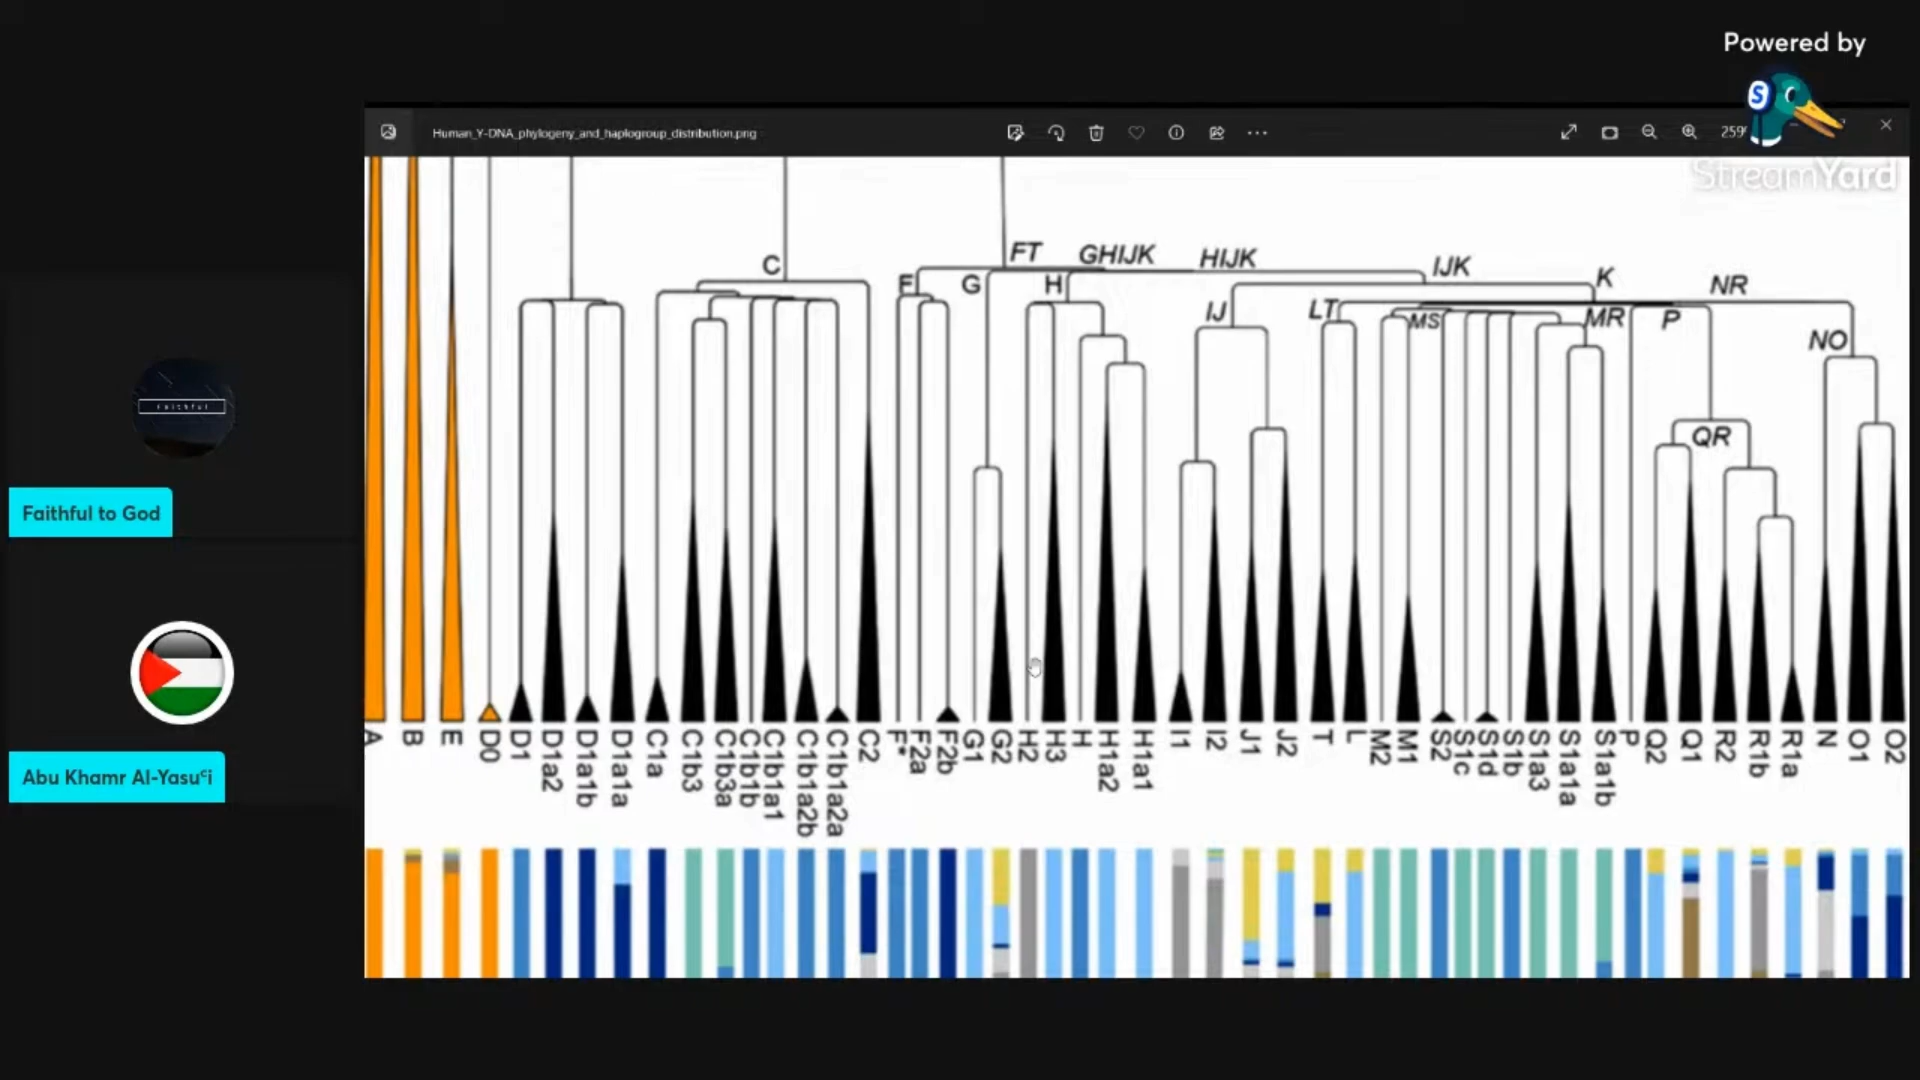 Powered by
S
StreamYard
Human_Y-DNA_phylogeny_and_haplogroup_distribution.png
259
FT GHIJK HIJK IJK K NR
C F G H IJ LT MS MR P NO
QR
A B E D0 D1 D1a2 D1a1b D1a1a C1a C1b3 C1b3a C1b1b C1b1a1 C1b1a2b C1b1a2a C2 F* F2a F2b G1 G2 H2 H3 H H1a2 H1a1 I1 I2 J1 J2 T L M2 M1 S2 S1c S1d S1b S1a3 S1a1a S1a1b P Q2 Q1 R2 R1b R1a N O1 O2
Faithful
Faithful to God
Abu Khamr Al-Yasuᶜi